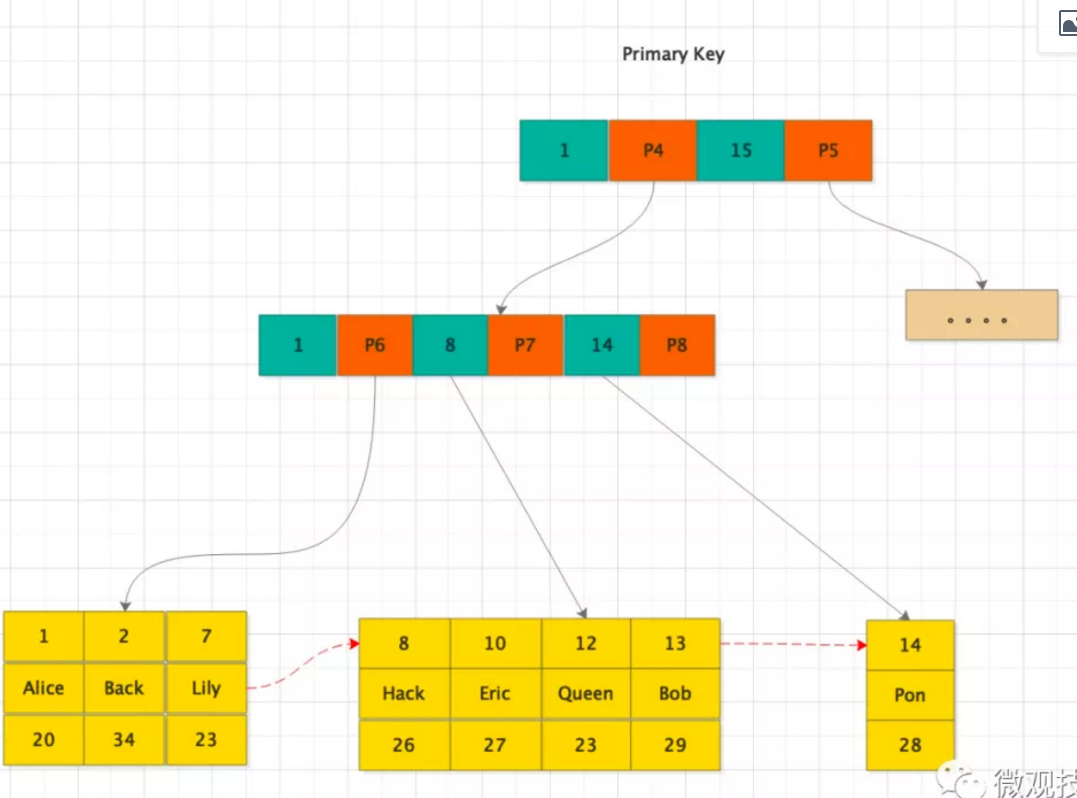 Primary Key
1 P4 15 P5
1 P6 8 P7 14 P8
1 2 7
Alice Back Lily
20 34 23
8 10 12 13
Hack Eric Queen Bob
26 27 23 29
14
Pon
28
微观技